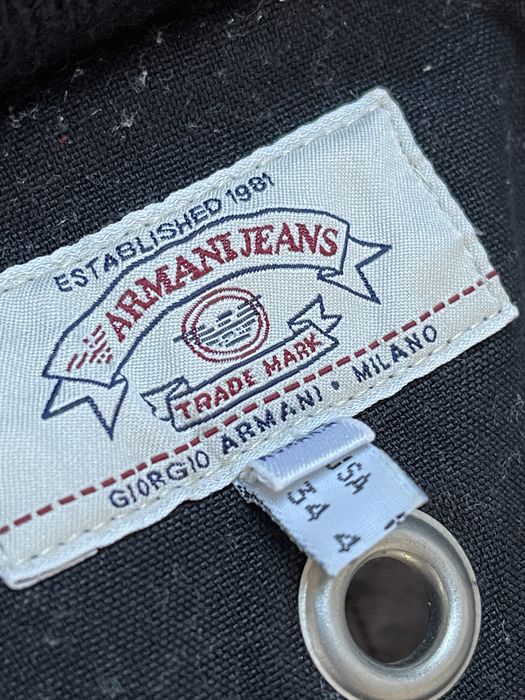 ESTABLISHED 1981
ARMANI JEANS
TRADE MARK
GIORGIO ARMANI • MILANO
USA
34 4